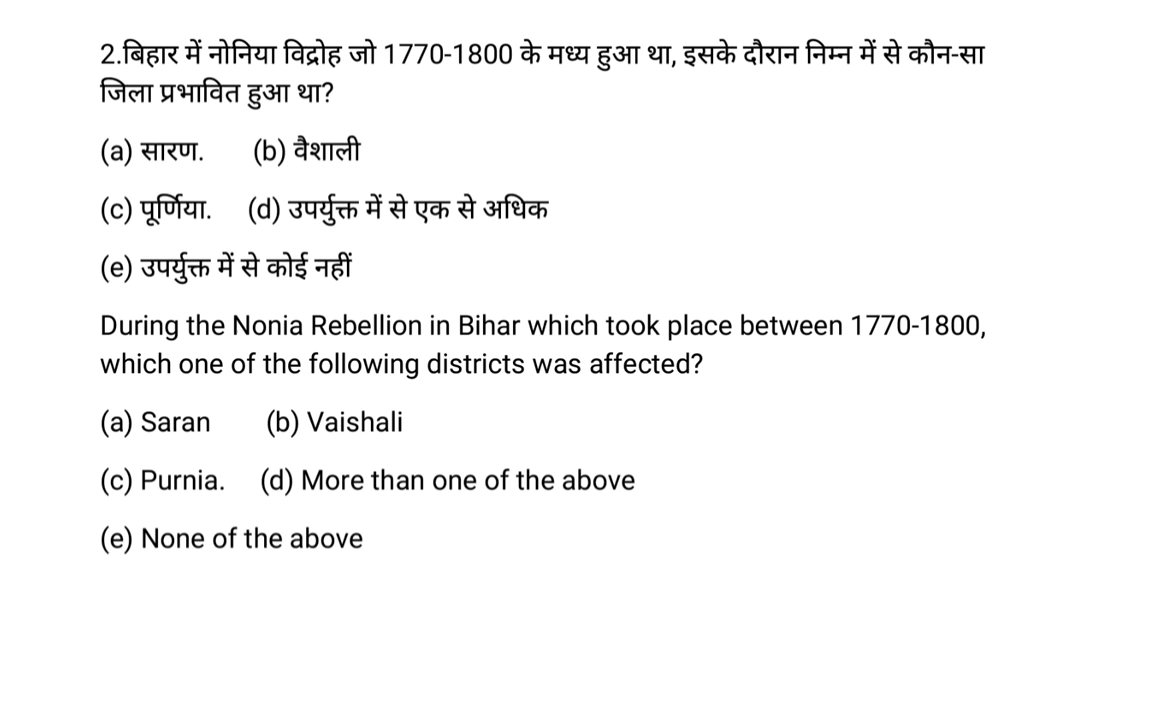 2.बिहार में नोनिया विद्रोह जो 1770-1800 के मध्य हुआ था, इसके दौरान निम्न में से कौन-सा
जिला प्रभावित हुआ था?
(a) सारण. (b) वैशाली
(c) पूर्णिया. (d) उपर्युक्त में से एक से अधिक
(e) उपर्युक्त में से कोई नहीं
During the Nonia Rebellion in Bihar which took place between 1770-1800,
which one of the following districts was affected?
(a) Saran (b) Vaishali
(c) Purnia. (d) More than one of the above
(e) None of the above